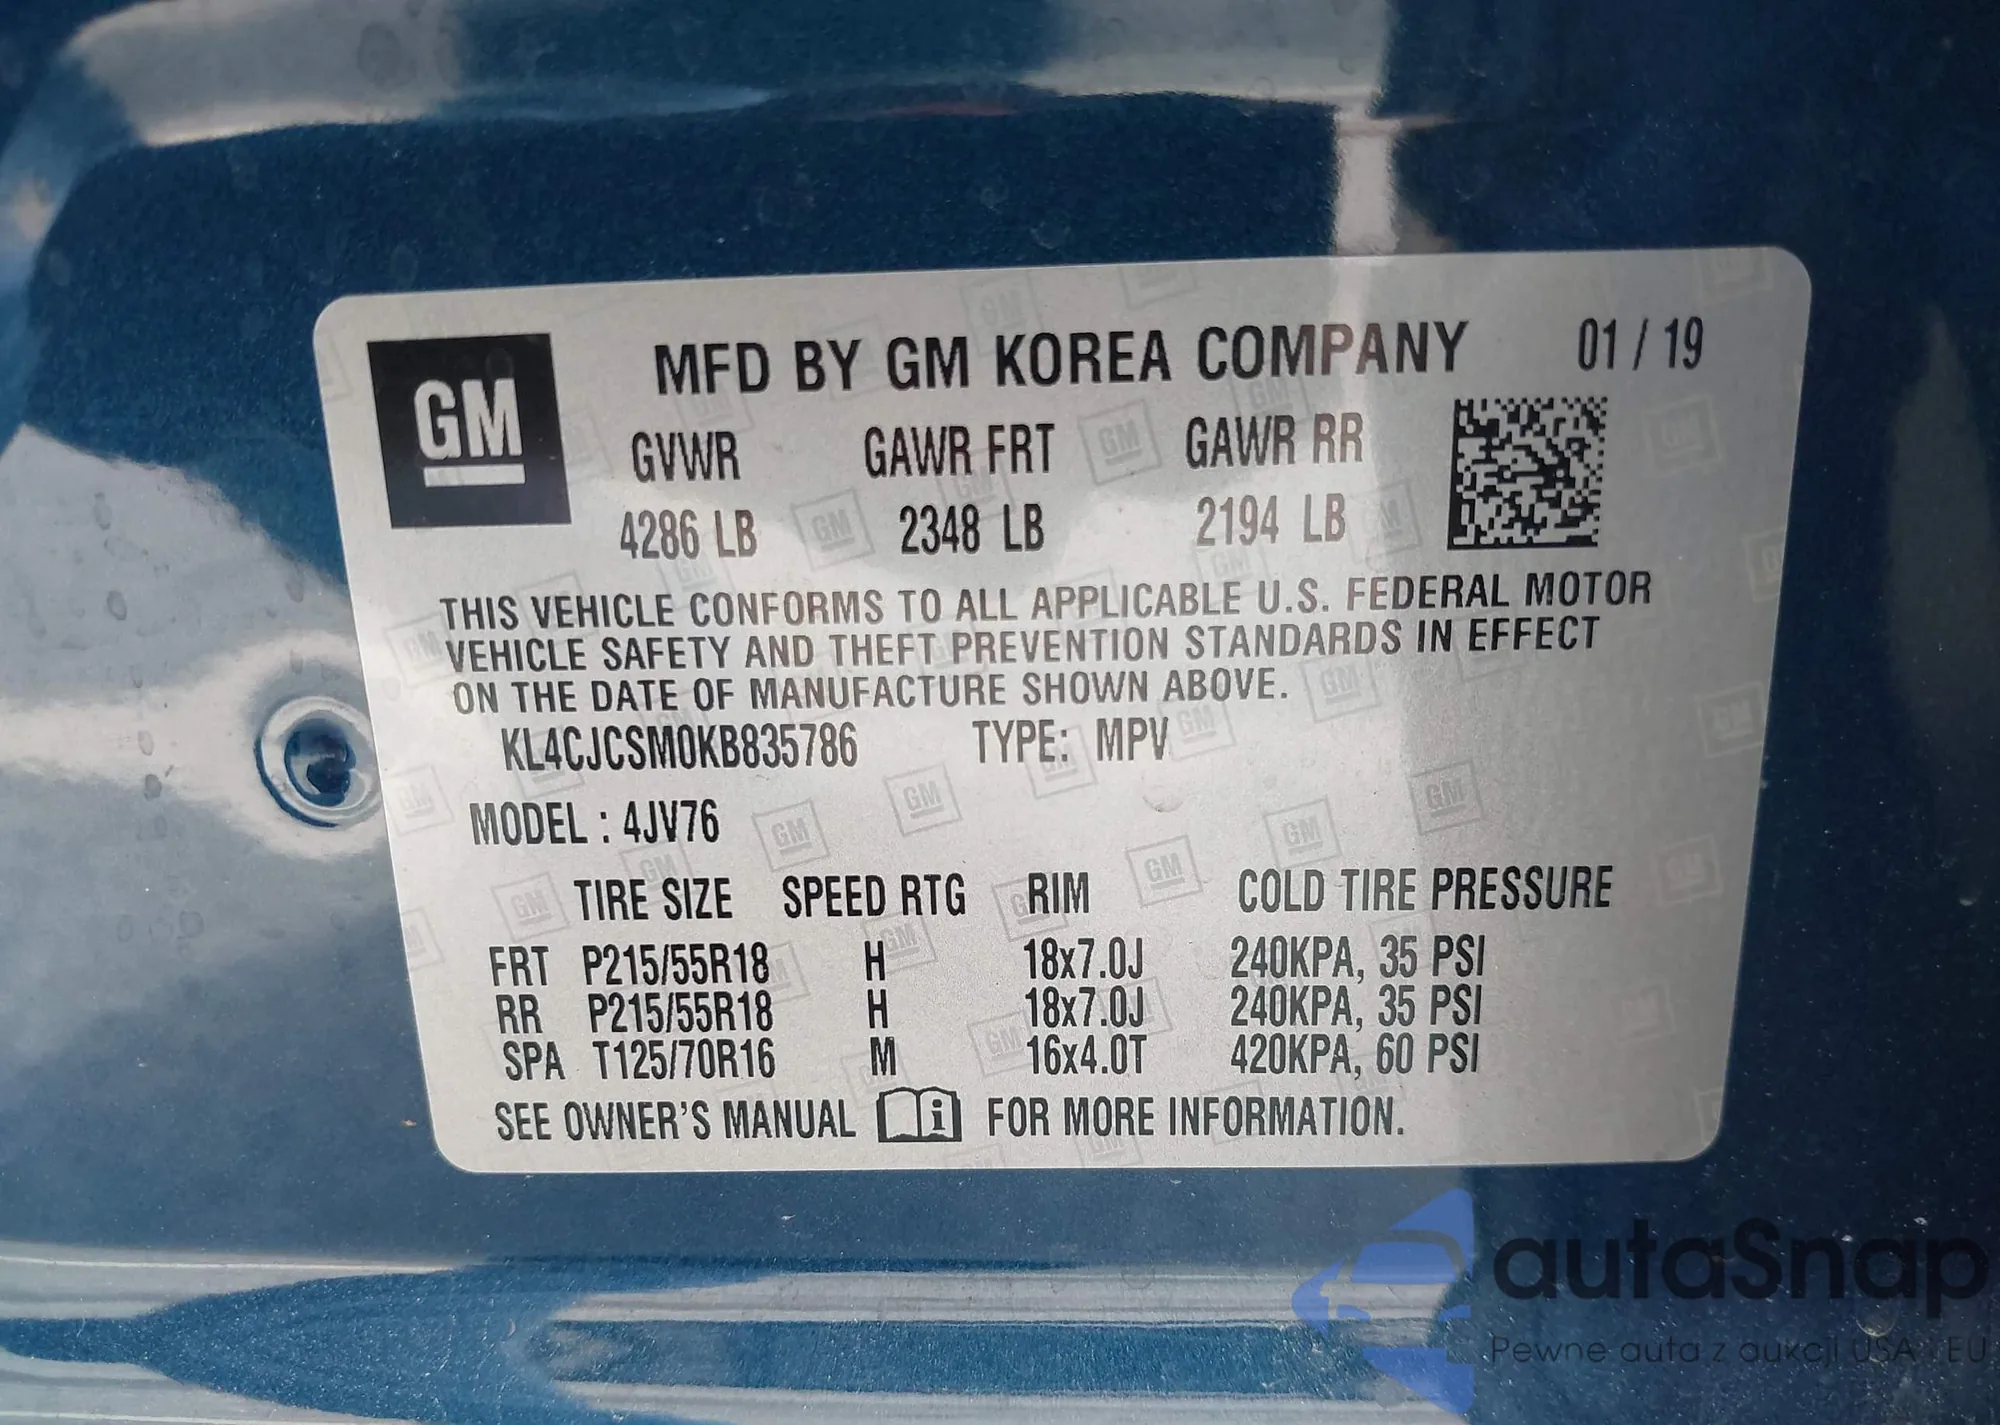 GM
MFD BY GM KOREA COMPANY 01 / 19
GVWR GAWR FRT GAWR RR
4286 LB 2348 LB 2194 LB
THIS VEHICLE CONFORMS TO ALL APPLICABLE U.S. FEDERAL MOTOR
VEHICLE SAFETY AND THEFT PREVENTION STANDARDS IN EFFECT
ON THE DATE OF MANUFACTURE SHOWN ABOVE.
KL4CJCSM0KB835786 TYPE: MPV
MODEL : 4JV76
TIRE SIZE SPEED RTG RIM COLD TIRE PRESSURE
FRT P215/55R18 H 18x7.0J 240KPA, 35 PSI
RR P215/55R18 H 18x7.0J 240KPA, 35 PSI
SPA T125/70R16 M 16x4.0T 420KPA, 60 PSI
SEE OWNER'S MANUAL i FOR MORE INFORMATION.
autaSnap
Pewne auta z aukcji USA i EU